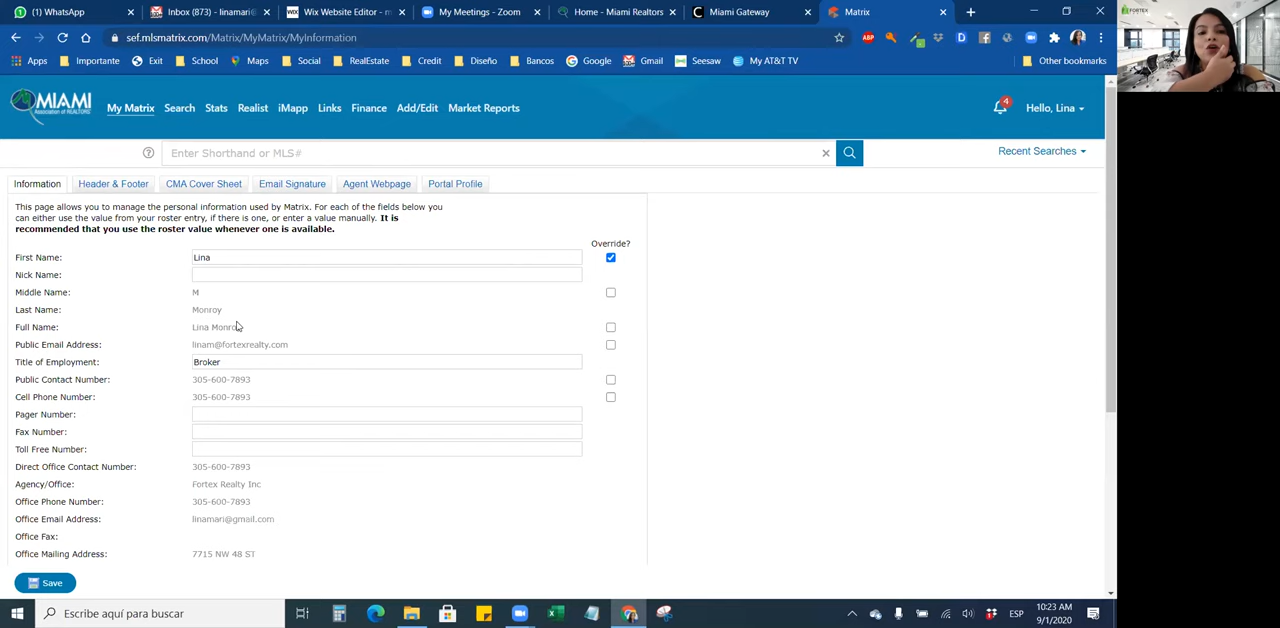 (1) WhatsApp
Inbox (873) - linamari@
Wix Website Editor - m
My Meetings - Zoom
Home - Miami Realtors
Miami Gateway
Matrix
sef.mlsmatrix.com/Matrix/MyMatrix/MyInformation
Apps Importante Exit School Maps Social RealEstate Credit Diseño Bancos Google Gmail Seesaw My AT&T TV Other bookmarks
MIAMI
My Matrix Search Stats Realist iMapp Links Finance Add/Edit Market Reports 4 Hello, Lina
Enter Shorthand or MLS#
Recent Searches
Information Header & Footer CMA Cover Sheet Email Signature Agent Webpage Portal Profile
This page allows you to manage the personal information used by Matrix. For each of the fields below you
can either use the value from your roster entry, if there is one, or enter a value manually. It is
recommended that you use the roster value whenever one is available.
Override?
First Name: Lina
Nick Name:
Middle Name: M
Last Name: Monroy
Full Name: Lina Monroy
Public Email Address: linam@fortexrealty.com
Title of Employment: Broker
Public Contact Number: 305-600-7893
Cell Phone Number: 305-600-7893
Pager Number:
Fax Number:
Toll Free Number:
Direct Office Contact Number: 305-600-7893
Agency/Office: Fortex Realty Inc
Office Phone Number: 305-600-7893
Office Email Address: linamari@gmail.com
Office Fax:
Office Mailing Address: 7715 NW 48 ST
Save
Escribe aquí para buscar
ESP
10:23 AM
9/1/2020
FORTEX